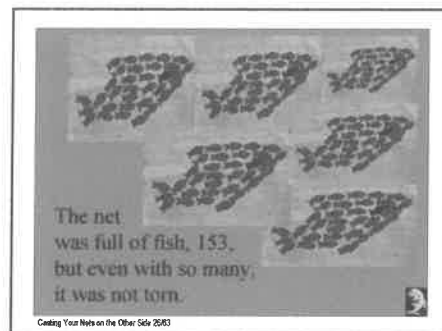 The net
was full of fish, 153,
but even with so many,
it was not torn.
Casting Your Nets on the Other Side 26/63